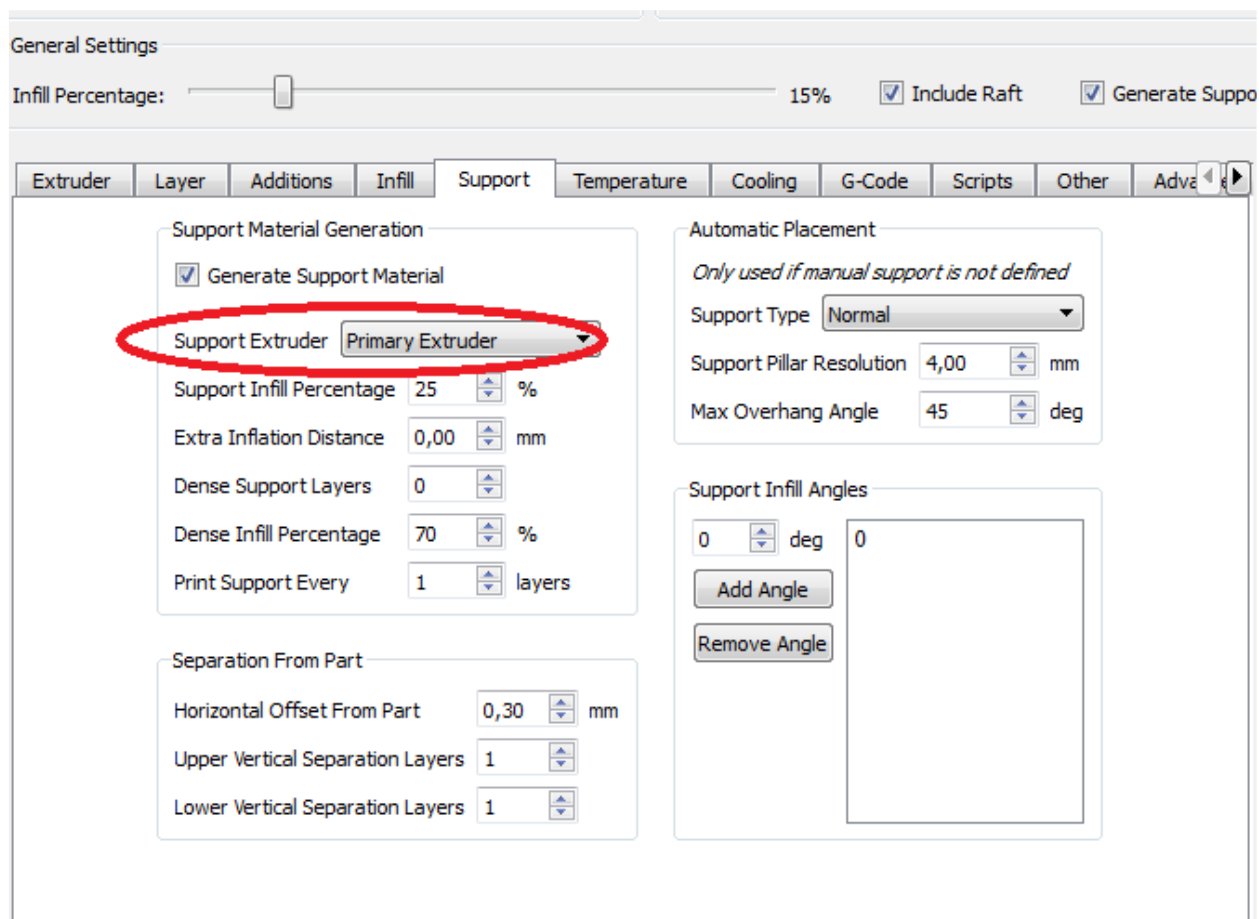 General Settings
Infill Percentage: 15% Include Raft Generate Suppo
Extruder Layer Additions Infill Support Temperature Cooling G-Code Scripts Other
Support Material Generation
Generate Support Material
Support Extruder Primary Extruder
Support Infill Percentage 25 %
Extra Inflation Distance 0,00 mm
Dense Support Layers 0
Dense Infill Percentage 70 %
Print Support Every 1 layers
Separation From Part
Horizontal Offset From Part 0,30 mm
Upper Vertical Separation Layers 1
Lower Vertical Separation Layers 1
Automatic Placement
Only used if manual support is not defined
Support Type Normal
Support Pillar Resolution 4,00 mm
Max Overhang Angle 45 deg
Support Infill Angles
0 deg 0
Add Angle
Remove Angle